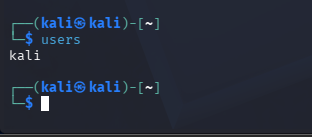 ┌──(kali㉿kali)-[~]
└─$ users
kali
┌──(kali㉿kali)-[~]
└─$